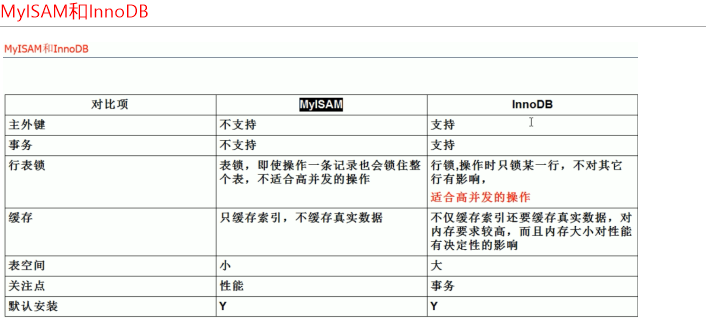 MyISAM和InnoDB
MyISAM和InnoDB
对比项 MyISAM InnoDB
主外键 不支持 支持
事务 不支持 支持
行表锁 表锁，即使操作一条记录也会锁住整 行锁,操作时只锁某一行，不对其它
个表，不适合高并发的操作 行有影响，
适合高并发的操作
缓存 只缓存索引，不缓存真实数据 不仅缓存索引还要缓存真实数据，对
内存要求较高，而且内存大小对性能
有决定性的影响
表空间 小 大
关注点 性能 事务
默认安装 Y Y